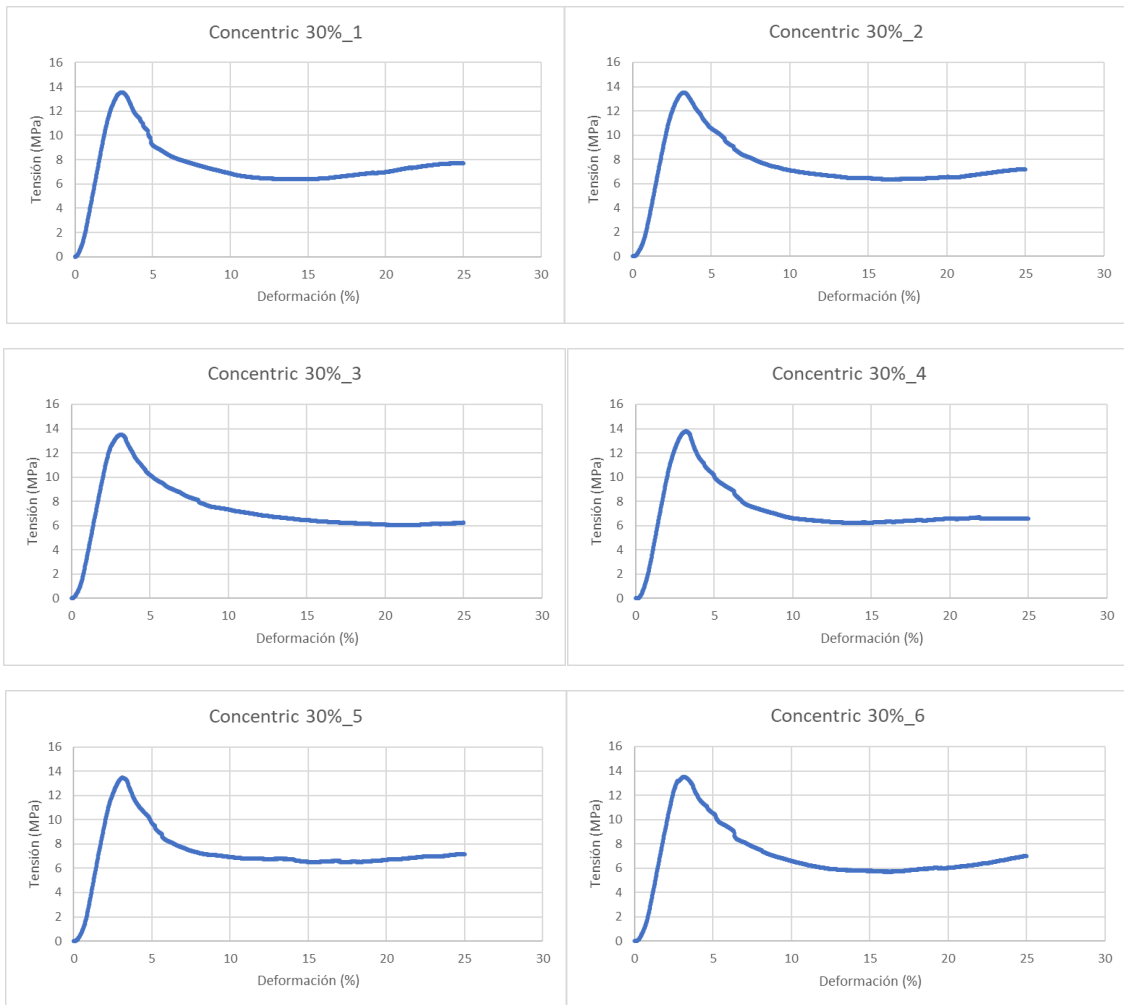 Concentric 30%_1
Tensión (MPa)
16
14
12
10
8
6
4
2
0
0 5 10 15 20 25 30
Deformación (%)
Concentric 30%_2
Tensión (MPa)
16
14
12
10
8
6
4
2
0
0 5 10 15 20 25 30
Deformación (%)
Concentric 30%_3
Tensión (MPa)
16
14
12
10
8
6
4
2
0
0 5 10 15 20 25 30
Deformación (%)
Concentric 30%_4
Tensión (MPa)
16
14
12
10
8
6
4
2
0
0 5 10 15 20 25 30
Deformación (%)
Concentric 30%_5
Tensión (MPa)
16
14
12
10
8
6
4
2
0
0 5 10 15 20 25 30
Deformación (%)
Concentric 30%_6
Tensión (MPa)
16
14
12
10
8
6
4
2
0
0 5 10 15 20 25 30
Deformación (%)